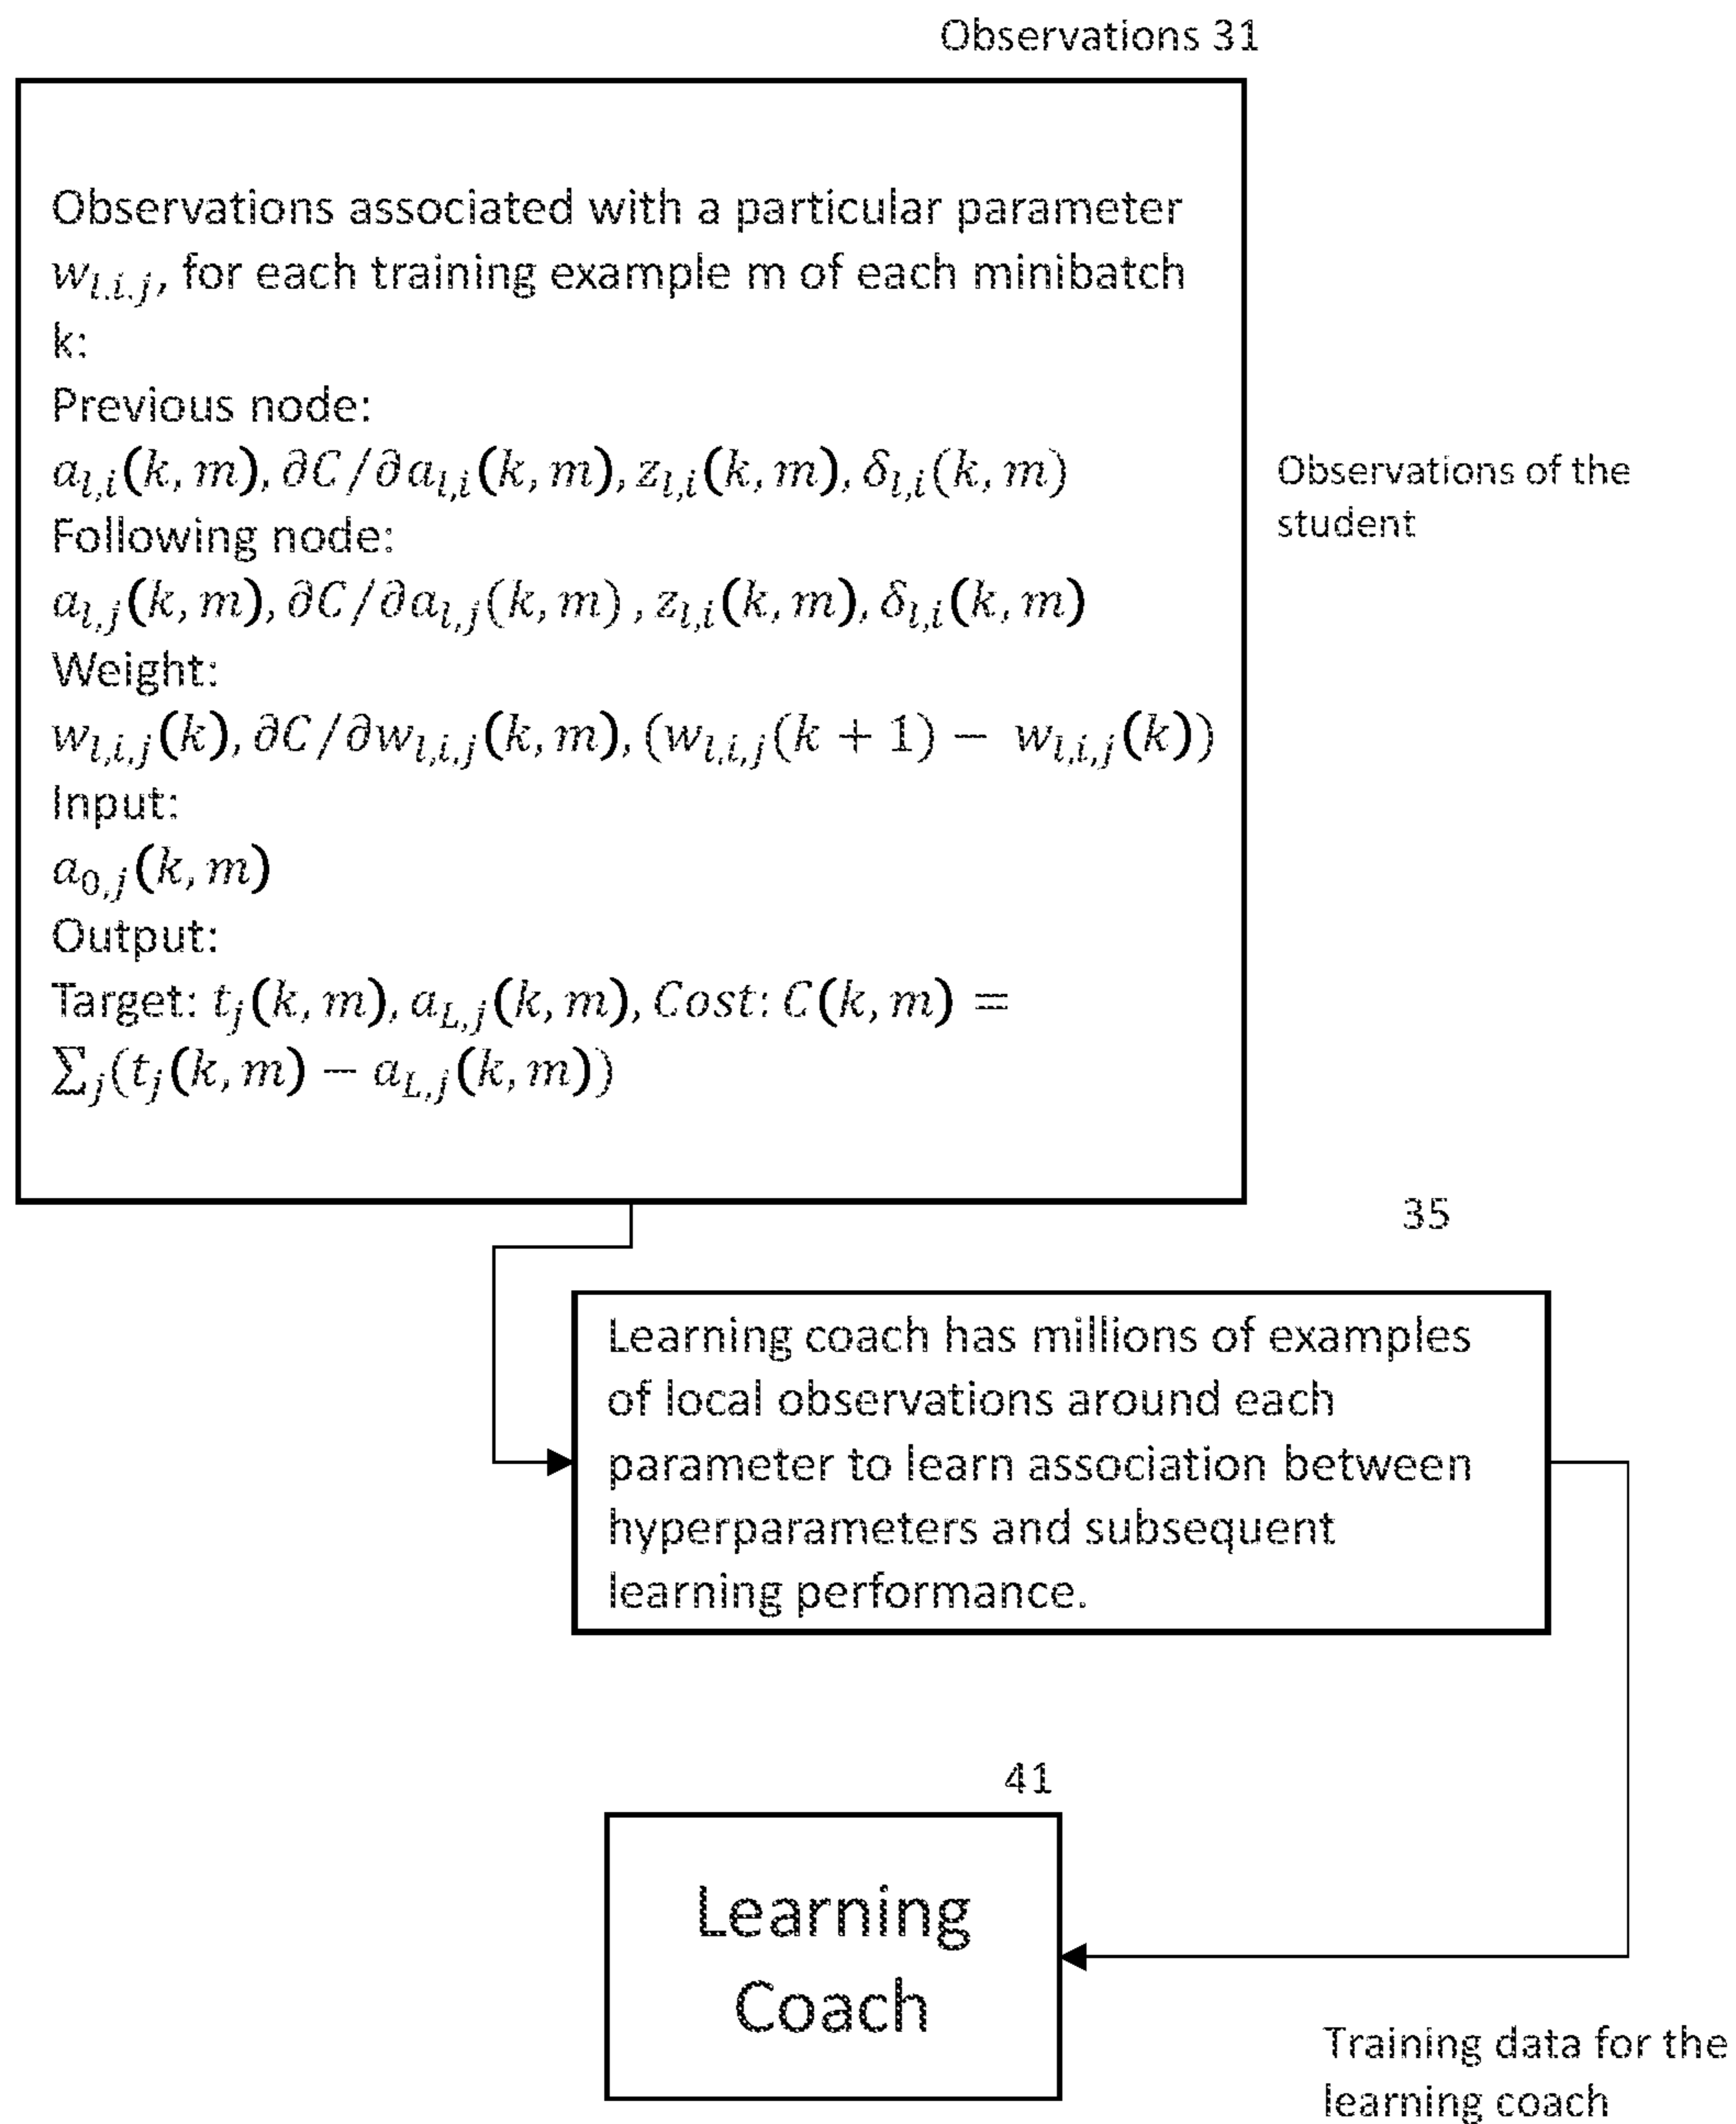 Observations 31
Observations associated with a particular parameter
w_{l,i,j}, for each training example m of each minibatch
k:
Previous node:
a_{l,i}(k, m), ∂C/∂a_{l,i}(k, m), z_{l,i}(k, m), δ_{l,i}(k, m)
Following node:
a_{l,j}(k, m), ∂C/∂a_{l,j}(k, m) , z_{l,i}(k, m), δ_{l,i}(k, m)
Weight:
w_{l,i,j}(k), ∂C/∂w_{l,i,j}(k, m), (w_{l,i,j}(k + 1) − w_{l,i,j}(k))
Input:
a_{0,j}(k, m)
Output:
Target: t_j(k, m), a_{L,j}(k, m), Cost: C(k, m) =
∑_j(t_j(k, m) − a_{L,j}(k, m))
Observations of the
student
35
Learning coach has millions of examples
of local observations around each
parameter to learn association between
hyperparameters and subsequent
learning performance.
41
Learning
Coach
Training data for the
learning coach